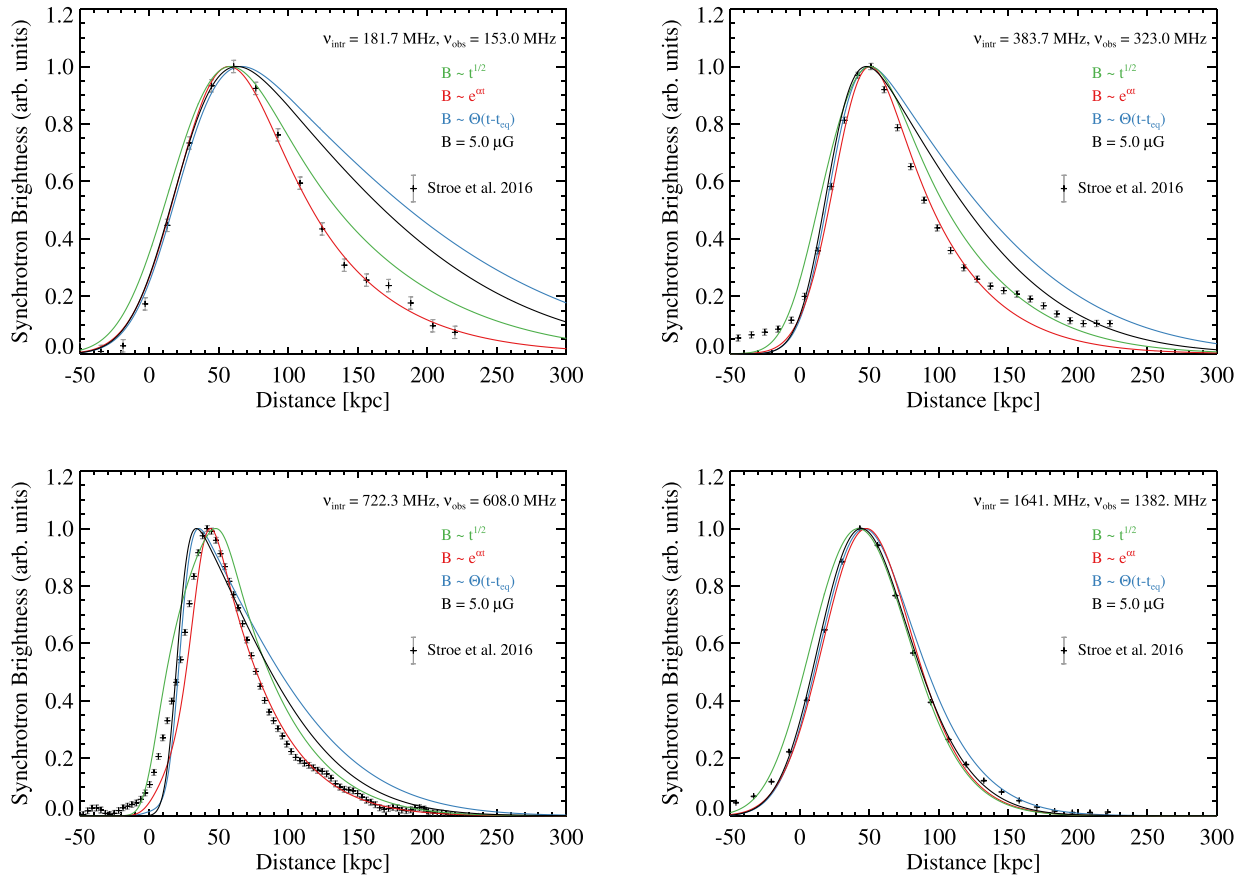 1.2
1.0
0.8
0.6
0.4
0.2
0.0
Synchrotron Brightness (arb. units)
ν_intr = 181.7 MHz, ν_obs = 153.0 MHz
B ~ t^1/2
B ~ e^αt
B ~ Θ(t-t_eq)
B = 5.0 μG
Stroe et al. 2016
-50 0 50 100 150 200 250 300
Distance [kpc]
1.2
1.0
0.8
0.6
0.4
0.2
0.0
Synchrotron Brightness (arb. units)
ν_intr = 383.7 MHz, ν_obs = 323.0 MHz
B ~ t^1/2
B ~ e^αt
B ~ Θ(t-t_eq)
B = 5.0 μG
Stroe et al. 2016
-50 0 50 100 150 200 250 300
Distance [kpc]
1.2
1.0
0.8
0.6
0.4
0.2
0.0
Synchrotron Brightness (arb. units)
ν_intr = 722.3 MHz, ν_obs = 608.0 MHz
B ~ t^1/2
B ~ e^αt
B ~ Θ(t-t_eq)
B = 5.0 μG
Stroe et al. 2016
-50 0 50 100 150 200 250 300
Distance [kpc]
1.2
1.0
0.8
0.6
0.4
0.2
0.0
Synchrotron Brightness (arb. units)
ν_intr = 1641. MHz, ν_obs = 1382. MHz
B ~ t^1/2
B ~ e^αt
B ~ Θ(t-t_eq)
B = 5.0 μG
Stroe et al. 2016
-50 0 50 100 150 200 250 300
Distance [kpc]